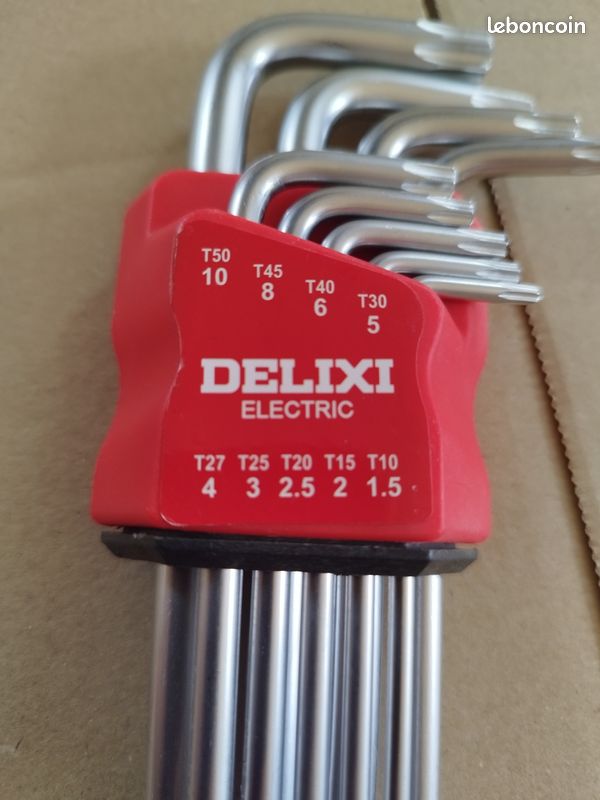 leboncoin
T50 T45 T40 T30
10 8 6 5
DELIXI
ELECTRIC
T27 T25 T20 T15 T10
4 3 2.5 2 1.5